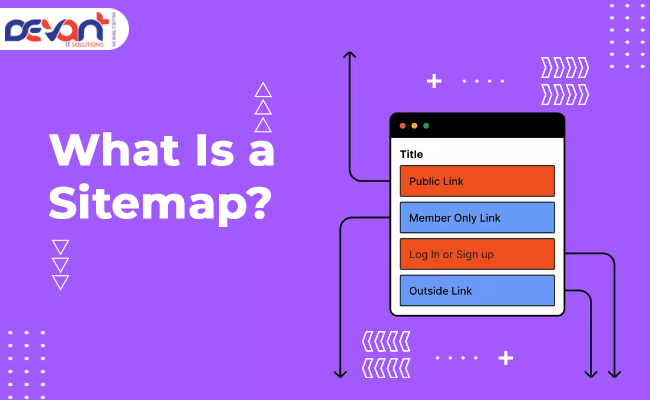 Devant
IT SOLUTIONS
What Is a
Sitemap?
Title
Public Link
Member Only Link
Log In or Sign up
Outside Link